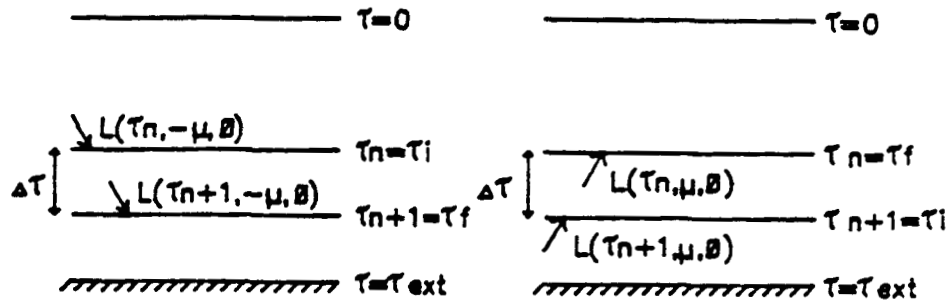 τ=0
L(τn,-μ,Ø)
τn=τi
Δτ
L(τn+1,-μ,Ø)
τn+1=τf
τ=τext
τ=0
τn=τf
L(τn,μ,Ø)
Δτ
τn+1=τi
L(τn+1,μ,Ø)
τ=τext